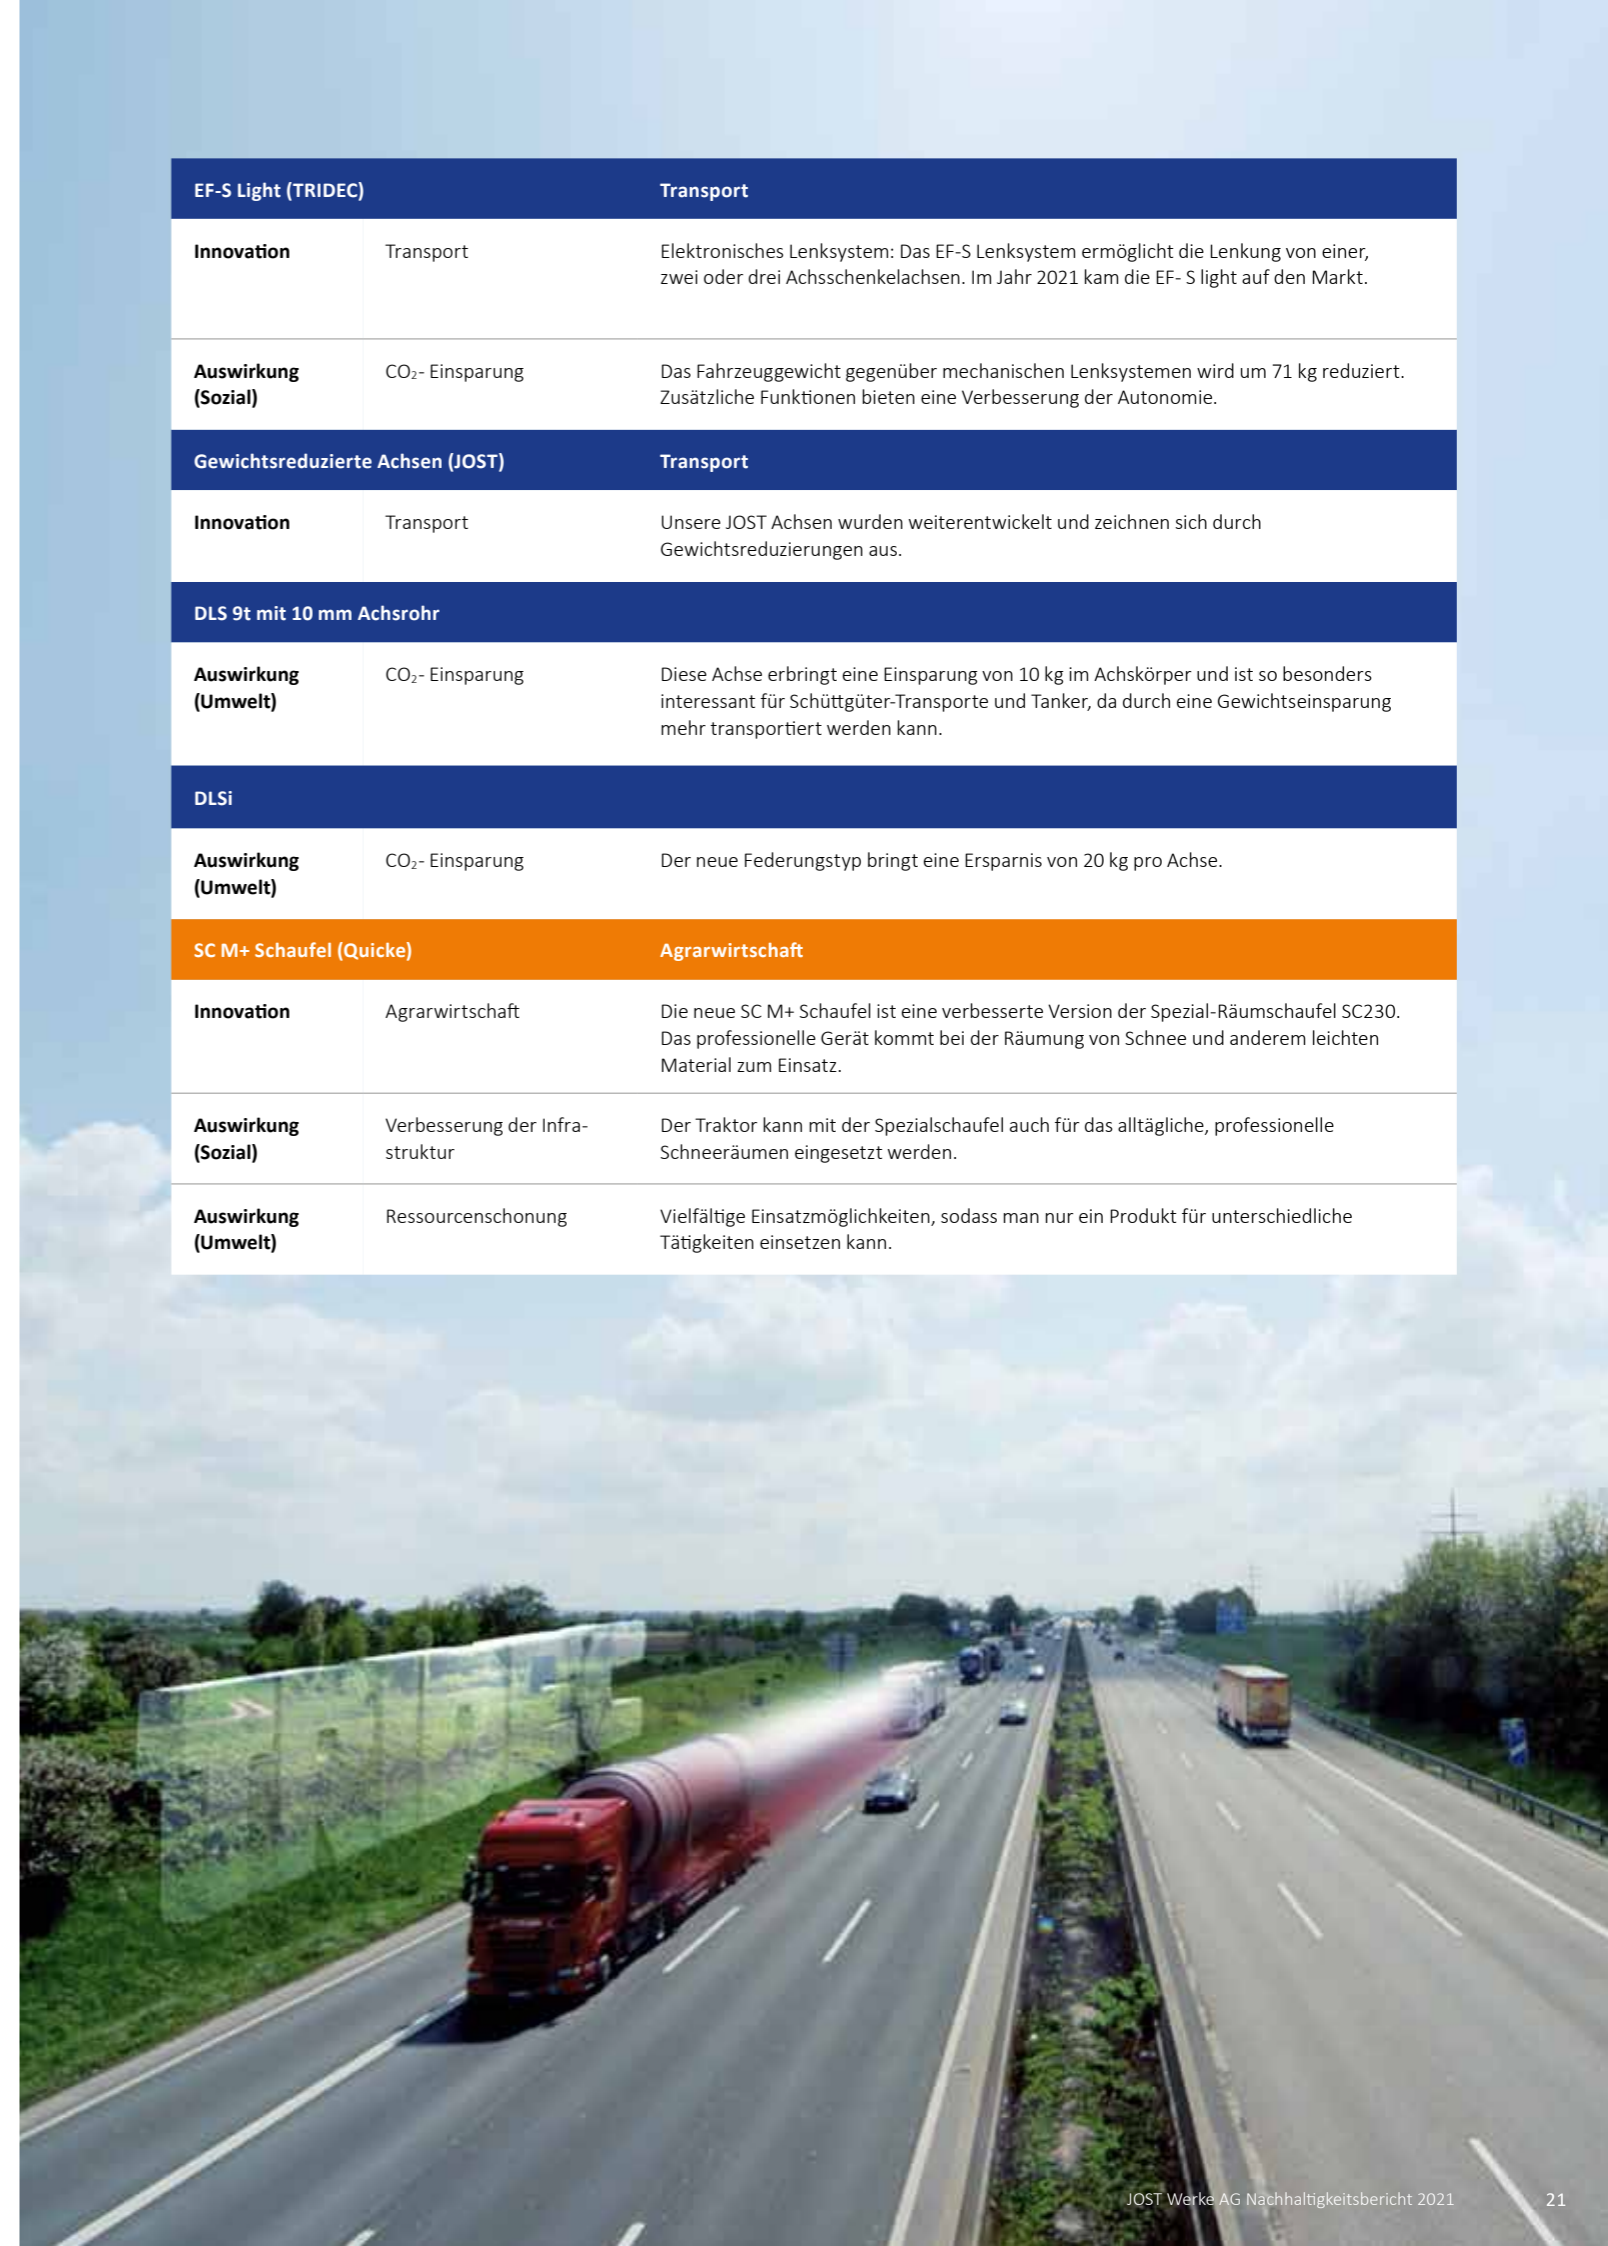 EF-S Light (TRIDEC) Transport
Innovation Transport Elektronisches Lenksystem: Das EF-S Lenksystem ermöglicht die Lenkung von einer,
zwei oder drei Achsschenkelachsen. Im Jahr 2021 kam die EF- S light auf den Markt.
Auswirkung CO₂- Einsparung Das Fahrzeuggewicht gegenüber mechanischen Lenksystemen wird um 71 kg reduziert.
(Sozial) Zusätzliche Funktionen bieten eine Verbesserung der Autonomie.
Gewichtsreduzierte Achsen (JOST) Transport
Innovation Transport Unsere JOST Achsen wurden weiterentwickelt und zeichnen sich durch
Gewichtsreduzierungen aus.
DLS 9t mit 10 mm Achsrohr
Auswirkung CO₂- Einsparung Diese Achse erbringt eine Einsparung von 10 kg im Achskörper und ist so besonders
(Umwelt) interessant für Schüttgüter-Transporte und Tanker, da durch eine Gewichtseinsparung
mehr transportiert werden kann.
DLSi
Auswirkung CO₂- Einsparung Der neue Federungstyp bringt eine Ersparnis von 20 kg pro Achse.
(Umwelt)
SC M+ Schaufel (Quicke) Agrarwirtschaft
Innovation Agrarwirtschaft Die neue SC M+ Schaufel ist eine verbesserte Version der Spezial-Räumschaufel SC230.
Das professionelle Gerät kommt bei der Räumung von Schnee und anderem leichten
Material zum Einsatz.
Auswirkung Verbesserung der Infra- Der Traktor kann mit der Spezialschaufel auch für das alltägliche, professionelle
(Sozial) struktur Schneeräumen eingesetzt werden.
Auswirkung Ressourcenschonung Vielfältige Einsatzmöglichkeiten, sodass man nur ein Produkt für unterschiedliche
(Umwelt) Tätigkeiten einsetzen kann.
JOST Werke AG Nachhaltigkeitsbericht 2021 21